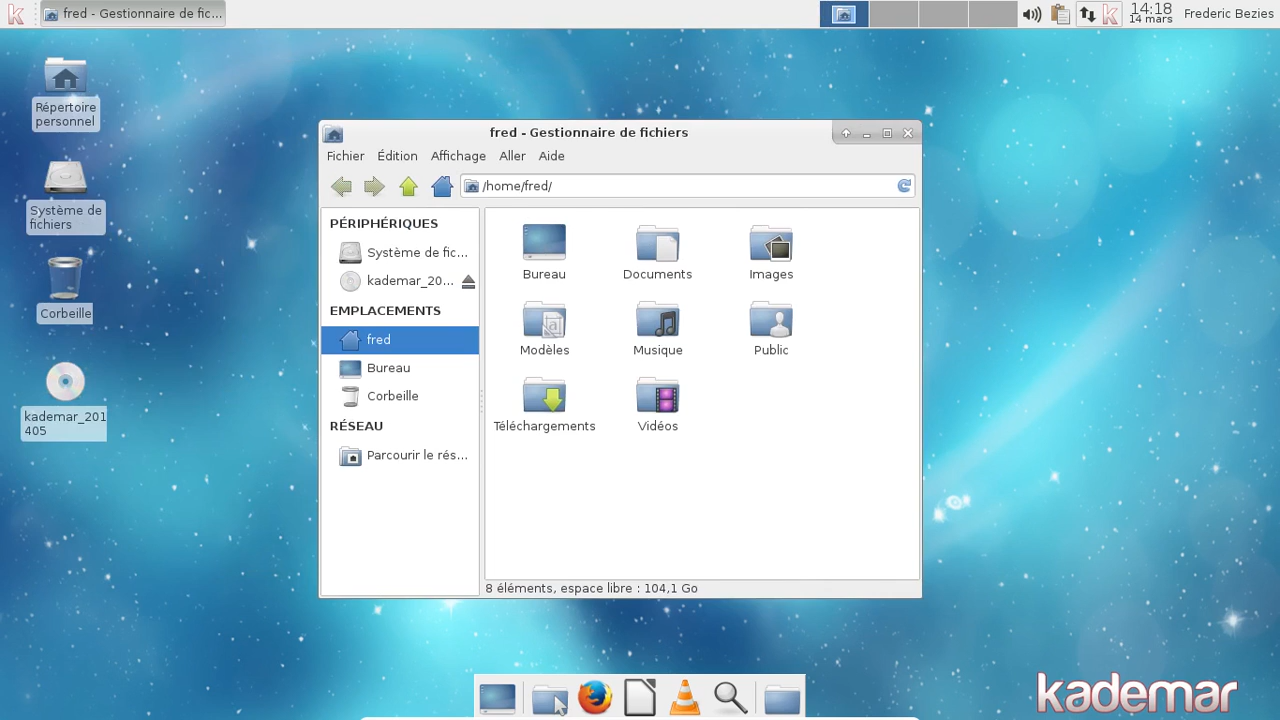 fred - Gestionnaire de fic...
14:18
14 mars
Frederic Bezies
Répertoire
personnel
Système de
fichiers
Corbeille
kademar_201
405
fred - Gestionnaire de fichiers
Fichier Édition Affichage Aller Aide
/home/fred/
PÉRIPHÉRIQUES
Système de fic...
kademar_20...
EMPLACEMENTS
fred
Bureau
Corbeille
RÉSEAU
Parcourir le rés...
Bureau Documents Images
Modèles Musique Public
Téléchargements Vidéos
8 éléments, espace libre : 104,1 Go
kademar